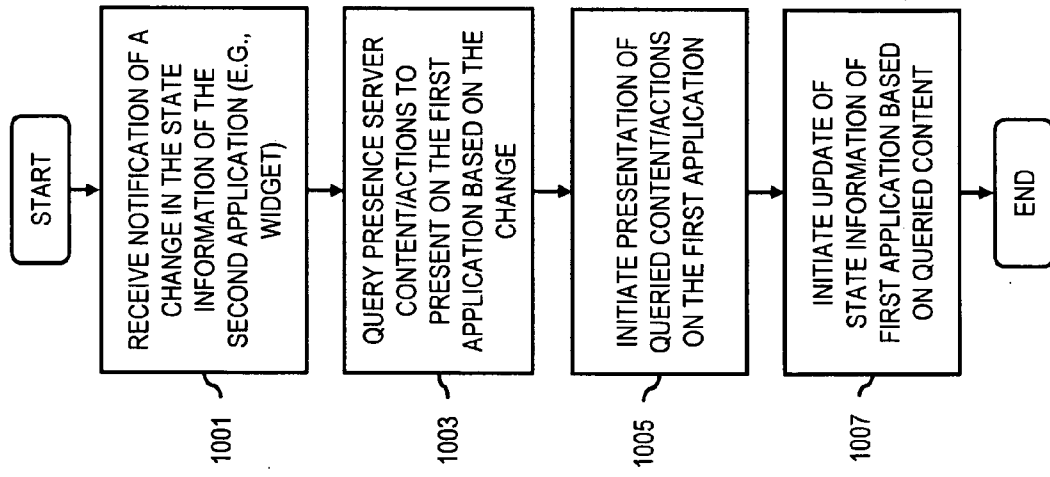 START
RECEIVE NOTIFICATION OF A
CHANGE IN THE STATE
INFORMATION OF THE
SECOND APPLICATION (E.G.,
WIDGET)
1001
QUERY PRESENCE SERVER
CONTENT/ACTIONS TO
PRESENT ON THE FIRST
APPLICATION BASED ON THE
CHANGE
1003
INITIATE PRESENTATION OF
QUERIED CONTENT/ACTIONS
ON THE FIRST APPLICATION
1005
INITIATE UPDATE OF
STATE INFORMATION OF
FIRST APPLICATION BASED
ON QUERIED CONTENT
1007
END